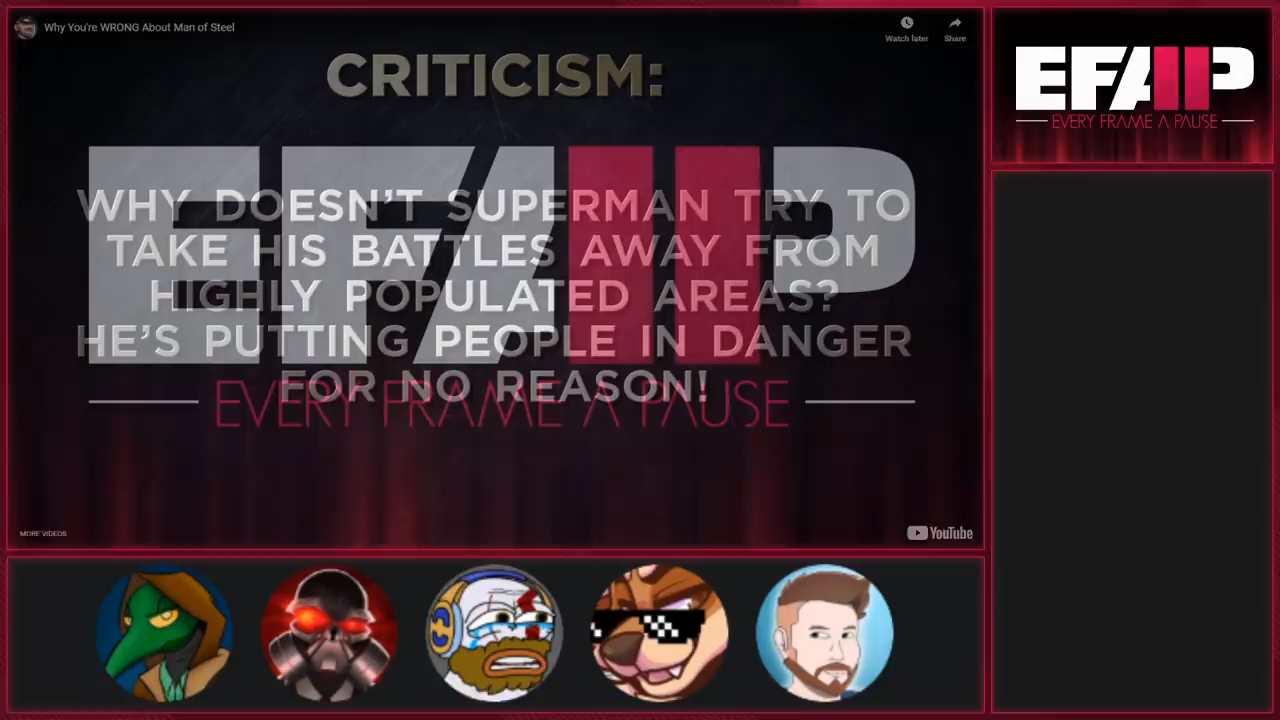 Why You're WRONG About Man of Steel
Watch later
Share
CRITICISM:
EFAP
WHY DOESN'T SUPERMAN TRY TO
TAKE HIS BATTLES AWAY FROM
HIGHLY POPULATED AREAS?
HE'S PUTTING PEOPLE IN DANGER
FOR NO REASON!
EVERY FRAME A PAUSE
MORE VIDEOS
YouTube
EFAP
EVERY FRAME A PAUSE